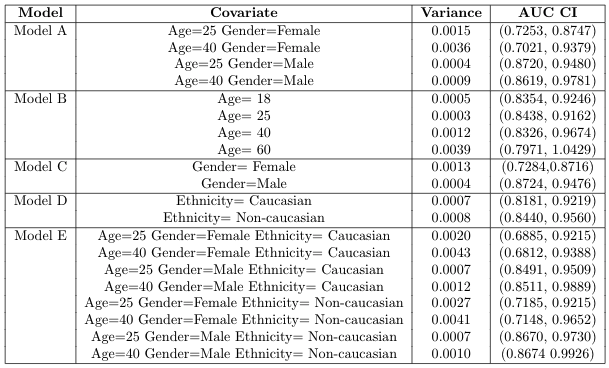 Model Covariate Variance AUC CI
Model A Age=25 Gender=Female 0.0015 (0.7253, 0.8747)
Age=40 Gender=Female 0.0036 (0.7021, 0.9379)
Age=25 Gender=Male 0.0004 (0.8720, 0.9480)
Age=40 Gender=Male 0.0009 (0.8619, 0.9781)
Model B Age= 18 0.0005 (0.8354, 0.9246)
Age= 25 0.0003 (0.8438, 0.9162)
Age= 40 0.0012 (0.8326, 0.9674)
Age= 60 0.0039 (0.7971, 1.0429)
Model C Gender= Female 0.0013 (0.7284,0.8716)
Gender=Male 0.0004 (0.8724, 0.9476)
Model D Ethnicity= Caucasian 0.0007 (0.8181, 0.9219)
Ethnicity= Non-caucasian 0.0008 (0.8440, 0.9560)
Model E Age=25 Gender=Female Ethnicity= Caucasian 0.0020 (0.6885, 0.9215)
Age=40 Gender=Female Ethnicity= Caucasian 0.0043 (0.6812, 0.9388)
Age=25 Gender=Male Ethnicity= Caucasian 0.0007 (0.8491, 0.9509)
Age=40 Gender=Male Ethnicity= Caucasian 0.0012 (0.8511, 0.9889)
Age=25 Gender=Female Ethnicity= Non-caucasian 0.0027 (0.7185, 0.9215)
Age=40 Gender=Female Ethnicity= Non-caucasian 0.0041 (0.7148, 0.9652)
Age=25 Gender=Male Ethnicity= Non-caucasian 0.0007 (0.8670, 0.9730)
Age=40 Gender=Male Ethnicity= Non-caucasian 0.0010 (0.8674 0.9926)